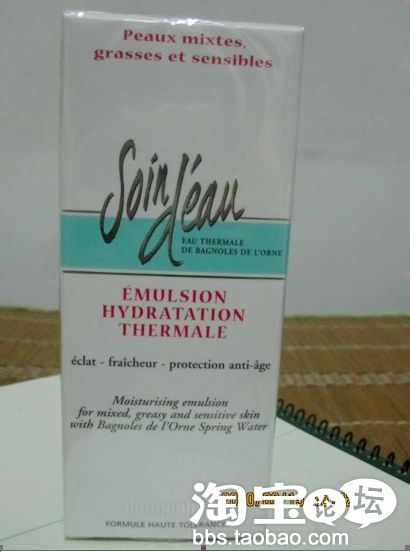 Peaux mixtes,
grasses et sensibles
Soin
d'éau
EAU THERMALE
DE BAGNOLES DE L'ORNE
ÉMULSION
HYDRATATION
THERMALE
éclat - fraîcheur - protection anti-âge
Moisturising emulsion
for mixed, greasy and sensitive skin
with Bagnoles de l'Orne Spring Water
淘宝论坛
FORMULE HAUTE TOLERANCE
bbs.taobao.com